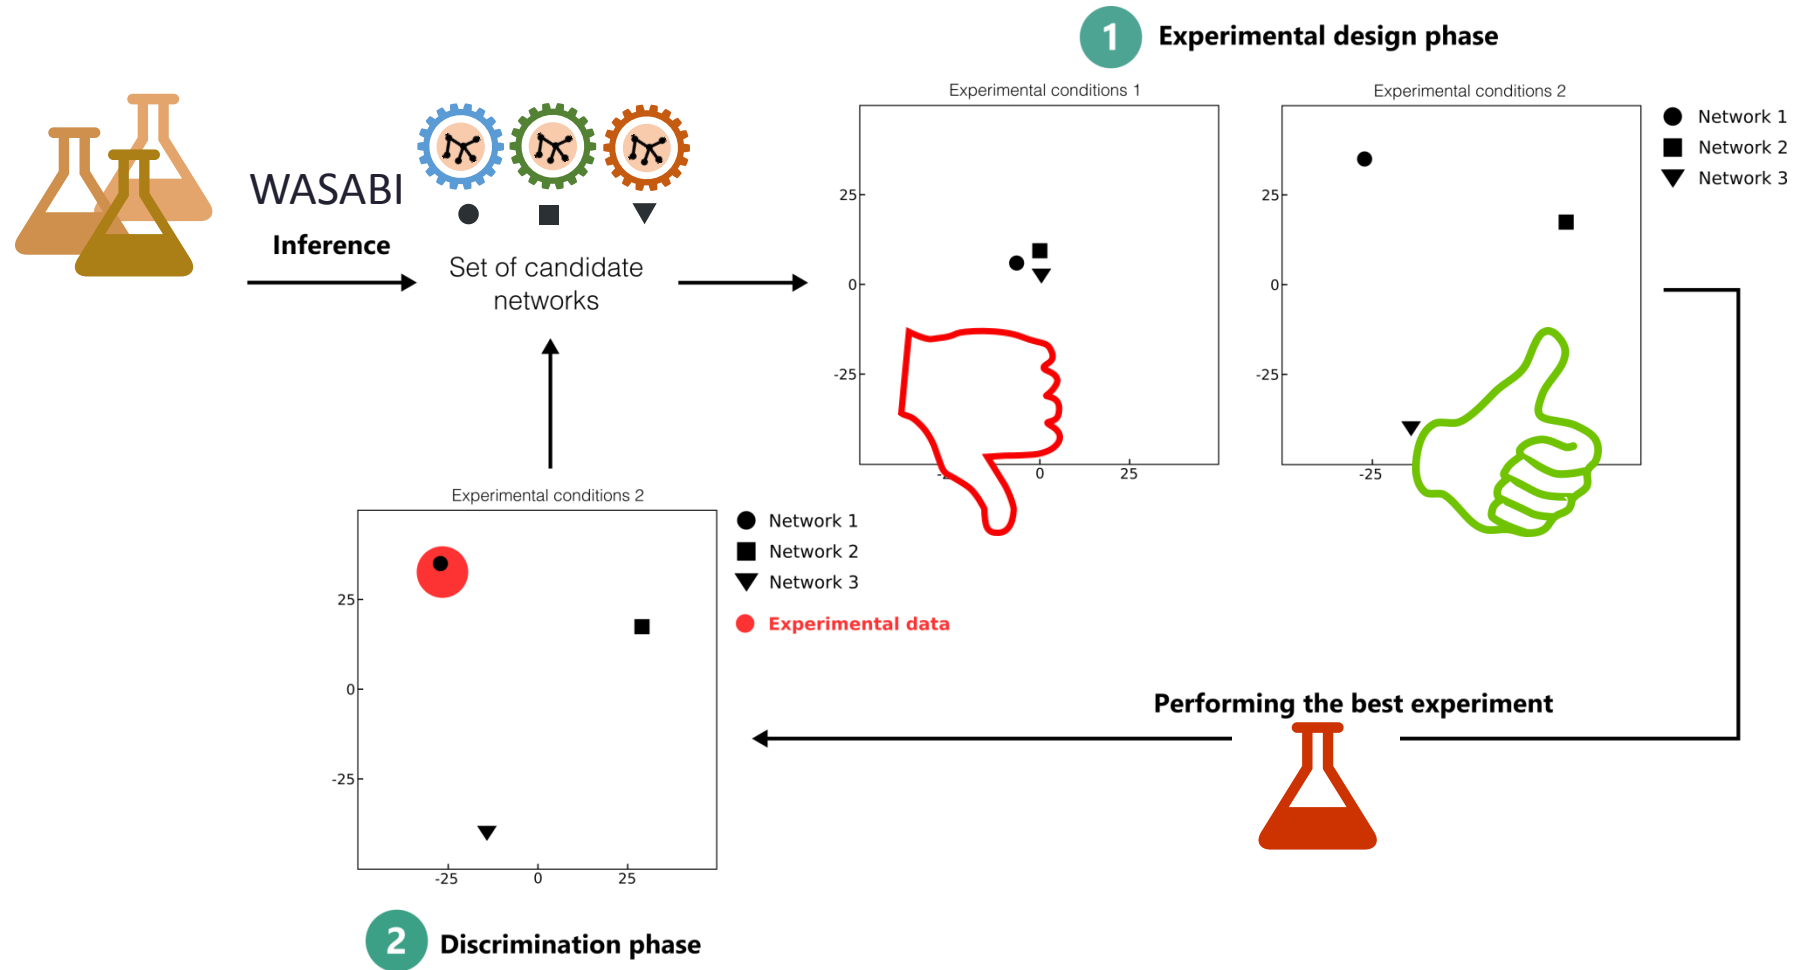 1 Experimental design phase
Experimental conditions 1
Experimental conditions 2
Network 1
Network 2
Network 3
WASABI
Inference
Set of candidate
networks
25
0
-25
0
25
25
0
-25
-25
Experimental conditions 2
Network 1
Network 2
Network 3
Experimental data
25
0
-25
-25
0
25
Performing the best experiment
2 Discrimination phase